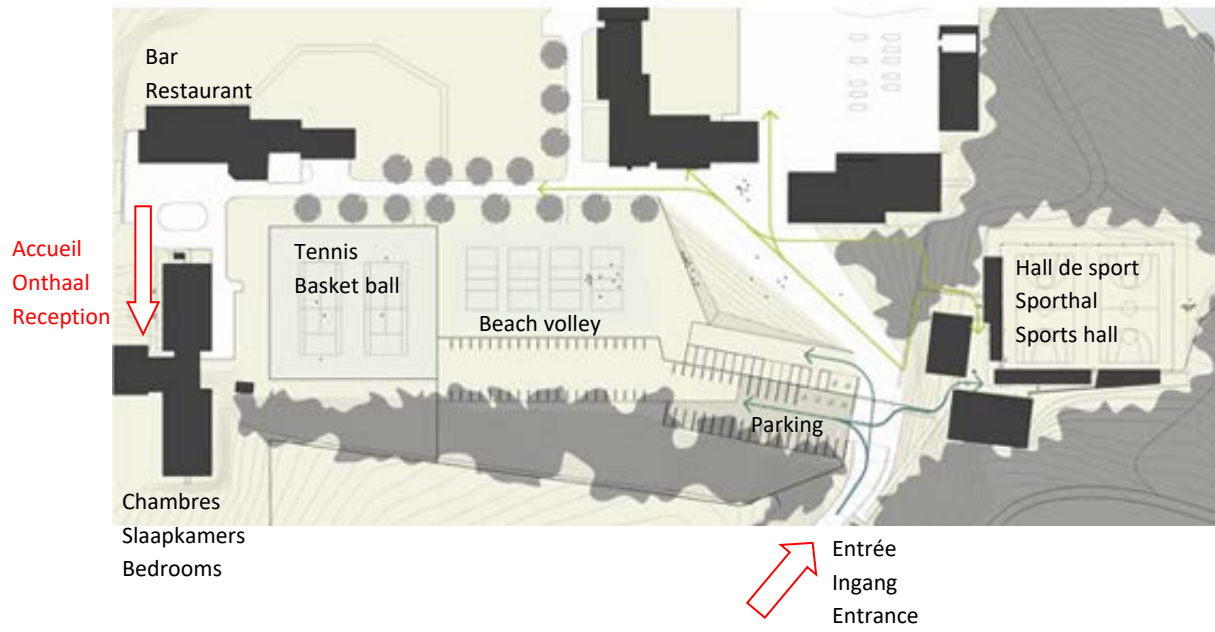 Bar
Restaurant
Accueil
Onthaal
Reception
Tennis
Basket ball
Beach volley
Hall de sport
Sporthal
Sports hall
Parking
Chambres
Slaapkamers
Bedrooms
Entrée
Ingang
Entrance